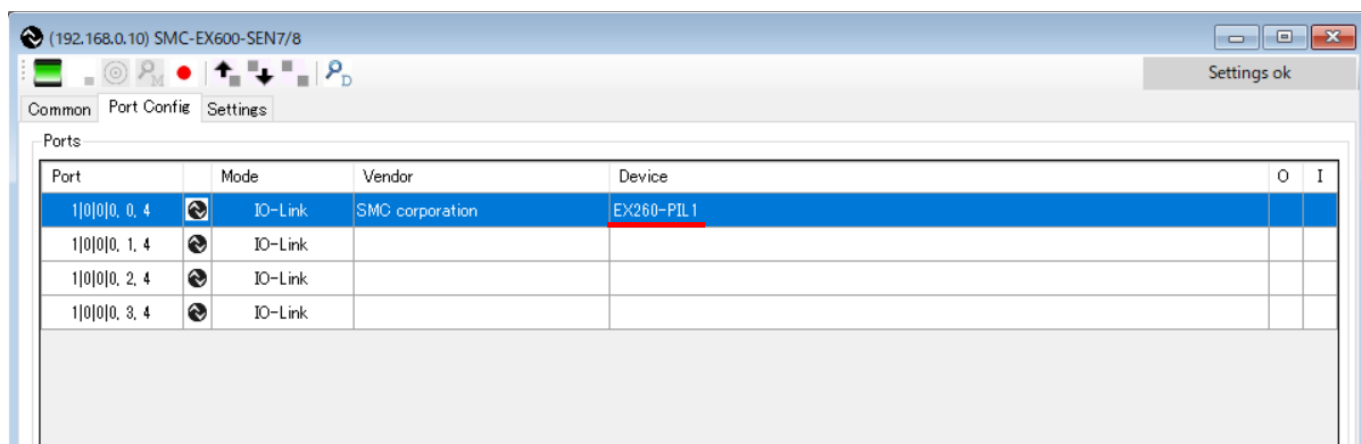 (192.168.0.10) SMC-EX600-SEN7/8
M D Settings ok
Common Port Config Settings
Ports
Port Mode Vendor Device O I
1|0|0|0, 0, 4 IO-Link SMC corporation EX260-PIL1
1|0|0|0, 1, 4 IO-Link
1|0|0|0, 2, 4 IO-Link
1|0|0|0, 3, 4 IO-Link